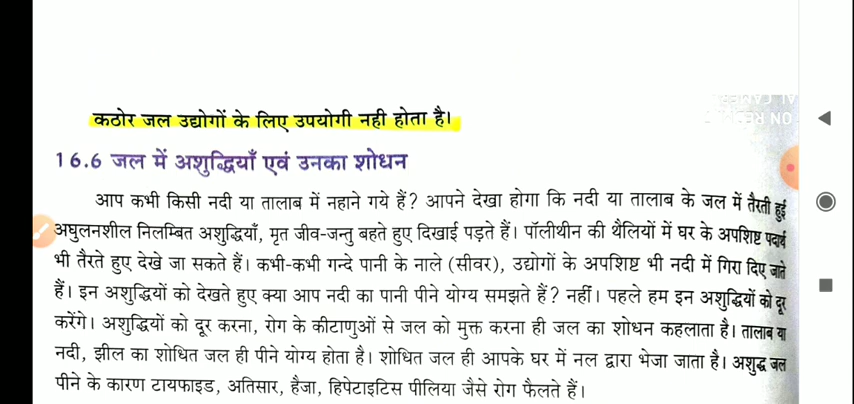 कठोर जल उद्योगों के लिए उपयोगी नही होता है।
16.6 जल में अशुद्धियाँ एवं उनका शोधन
आप कभी किसी नदी या तालाब में नहाने गये हैं? आपने देखा होगा कि नदी या तालाब के जल में तैरती हुई
अघुलनशील निलम्बित अशुद्धियाँ, मृत जीव-जन्तु बहते हुए दिखाई पड़ते हैं। पॉलीथीन की थैलियों में घर के अपशिष्ट पदार्थ
भी तैरते हुए देखे जा सकते हैं। कभी-कभी गन्दे पानी के नाले (सीवर), उद्योगों के अपशिष्ट भी नदी में गिरा दिए जाते
हैं। इन अशुद्धियों को देखते हुए क्या आप नदी का पानी पीने योग्य समझते हैं? नहीं। पहले हम इन अशुद्धियों को दूर
करेंगे। अशुद्धियों को दूर करना, रोग के कीटाणुओं से जल को मुक्त करना ही जल का शोधन कहलाता है। तालाब या
नदी, झील का शोधित जल ही पीने योग्य होता है। शोधित जल ही आपके घर में नल द्वारा भेजा जाता है। अशुद्ध जल
पीने के कारण टायफाइड, अतिसार, हैजा, हिपेटाइटिस पीलिया जैसे रोग फैलते हैं।